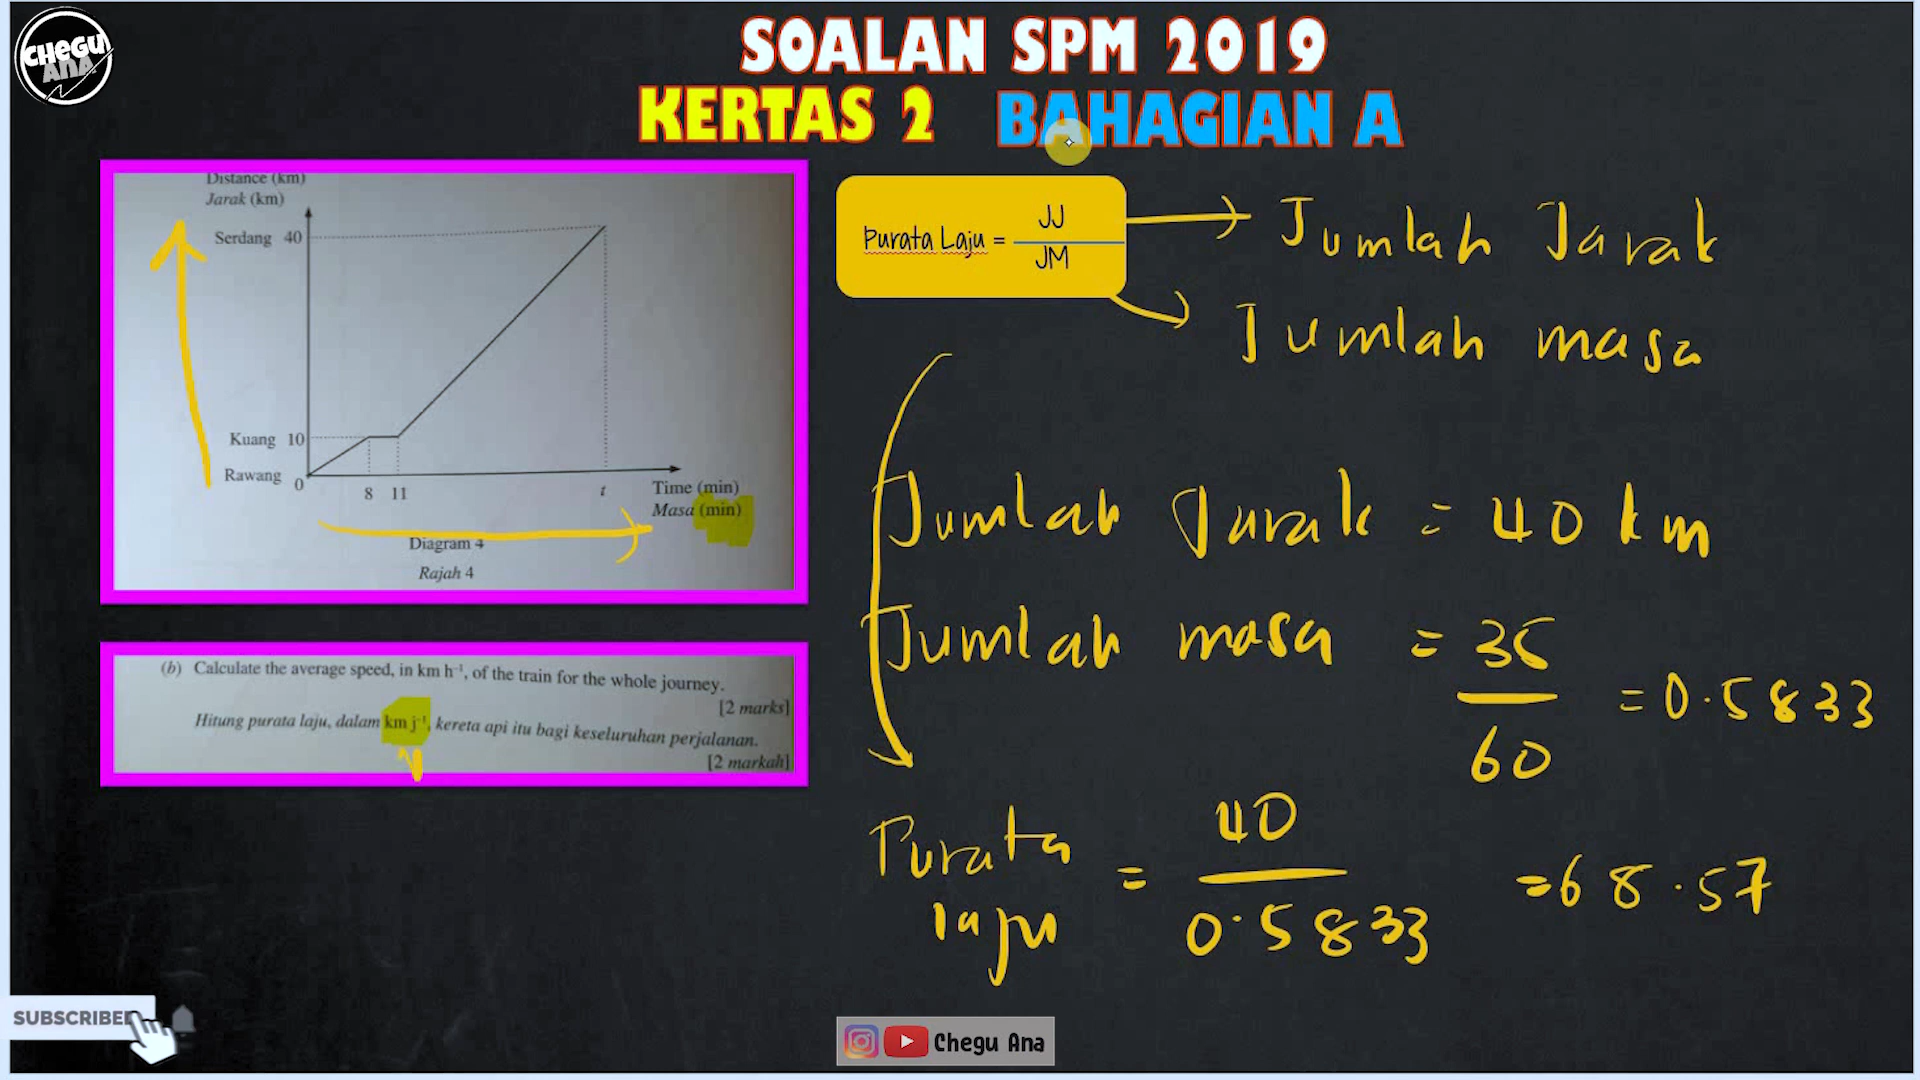 CHEGU
ANA
SOALAN SPM 2019
KERTAS 2 BAHAGIAN A
Distance (km)
Jarak (km)
Serdang 40
Kuang 10
Rawang 0
8 11 t
Time (min)
Masa (min)
Diagram 4
Rajah 4
(b) Calculate the average speed, in km h⁻¹, of the train for the whole journey.
[2 marks]
Hitung purata laju, dalam km j⁻¹, kereta api itu bagi keseluruhan perjalanan.
[2 markah]
Purata Laju = JJ / JM
Jumlah Jarak
Jumlah masa
Jumlah Jarak = 40 km
Jumlah masa = 35 / 60 = 0.5833
Purata laju = 40 / 0.5833 = 68.57
SUBSCRIBED
Chegu Ana